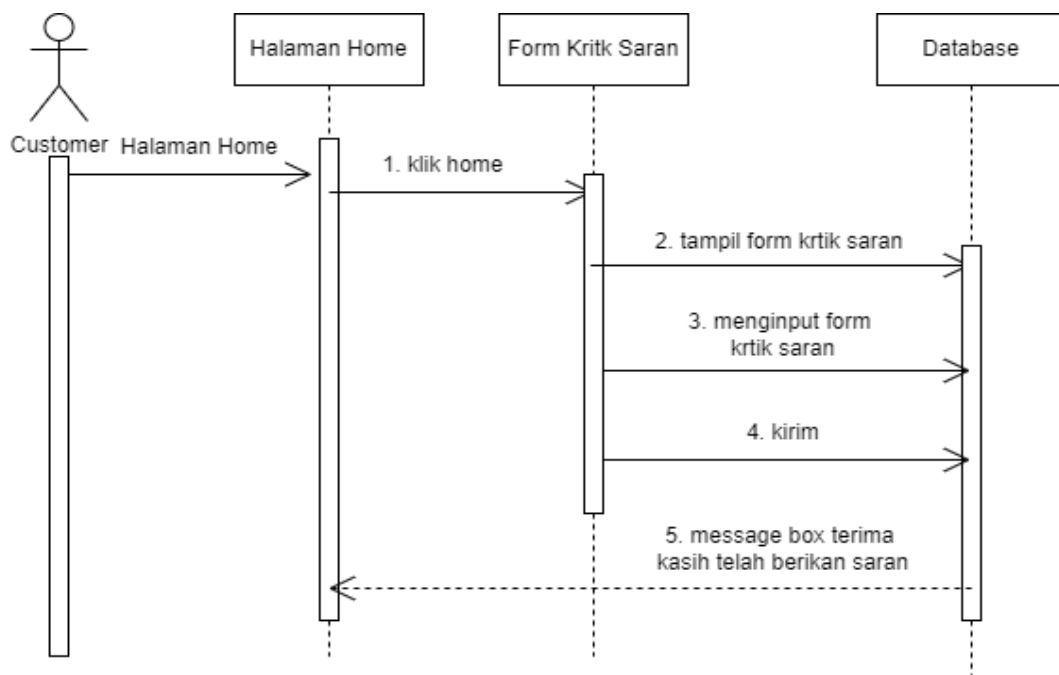 Halaman Home
Form Kritk Saran
Database
Customer
Halaman Home
1. klik home
2. tampil form krtik saran
3. menginput form
krtik saran
4. kirim
5. message box terima
kasih telah berikan saran